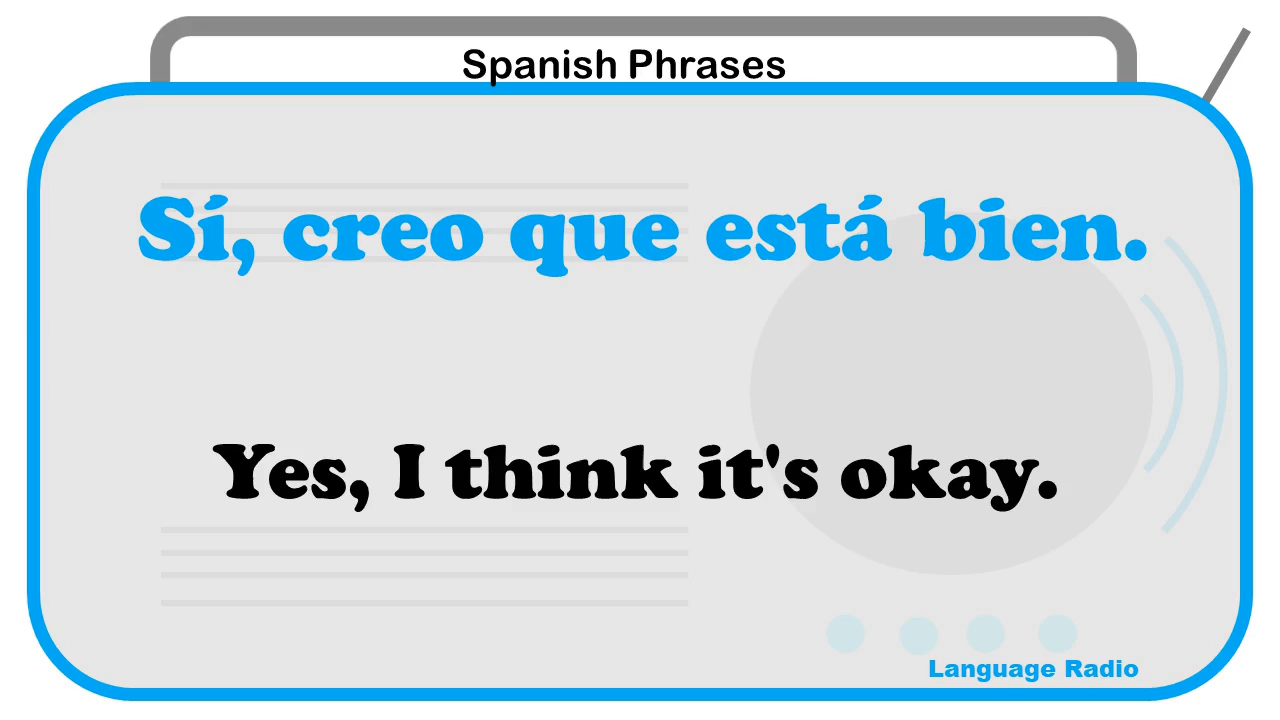 Spanish Phrases
Sí, creo que está bien.
Yes, I think it's okay.
Language Radio